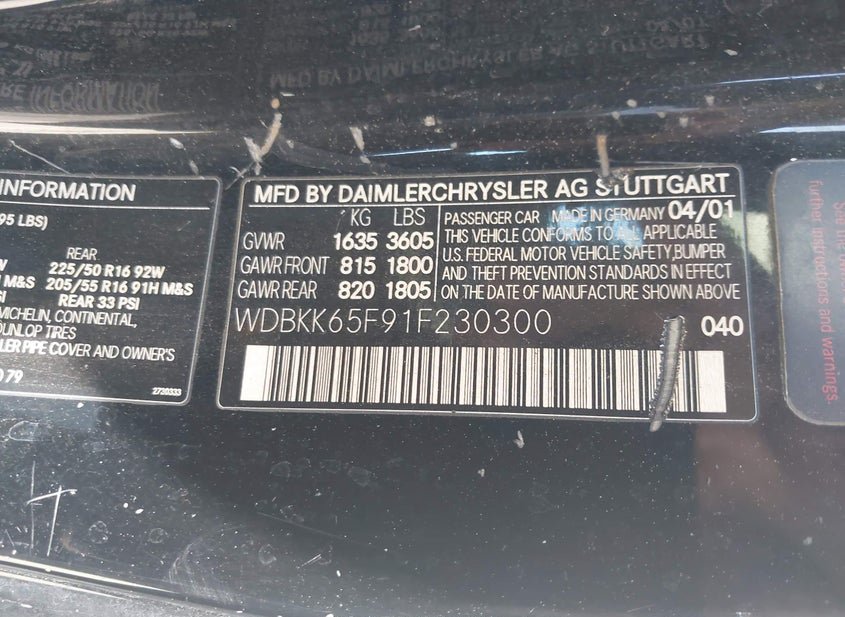 INFORMATION
95 LBS)
REAR
225/50 R16 92W
M&S 205/55 R16 91H M&S
REAR 33 PSI
MICHELIN, CONTINENTAL,
DUNLOP TIRES
PIPE COVER AND OWNER'S
79
MFD BY DAIMLERCHRYSLER AG STUTTGART
KG LBS
GVWR 1635 3605
GAWR FRONT 815 1800
GAWR REAR 820 1805
PASSENGER CAR MADE IN GERMANY 04/01
THIS VEHICLE CONFORMS TO ALL APPLICABLE
U.S. FEDERAL MOTOR VEHICLE SAFETY, BUMPER
AND THEFT PREVENTION STANDARDS IN EFFECT
ON THE DATE OF MANUFACTURE SHOWN ABOVE
WDBKK65F91F230300
040
further instructions and warnings.